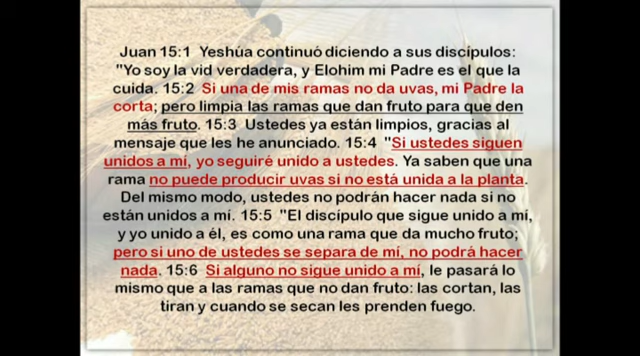 Juan 15:1  Yeshúa continuó diciendo a sus discípulos:
"Yo soy la vid verdadera, y Elohim mi Padre es el que la
cuida. 15:2  Si una de mis ramas no da uvas, mi Padre la
corta; pero limpia las ramas que dan fruto para que den
más fruto. 15:3  Ustedes ya están limpios, gracias al
mensaje que les he anunciado. 15:4  "Si ustedes siguen
unidos a mí, yo seguiré unido a ustedes. Ya saben que una
rama no puede producir uvas si no está unida a la planta.
Del mismo modo, ustedes no podrán hacer nada si no
están unidos a mí. 15:5  "El discípulo que sigue unido a mí,
y yo unido a él, es como una rama que da mucho fruto;
pero si uno de ustedes se separa de mí, no podrá hacer
nada. 15:6  Si alguno no sigue unido a mí, le pasará lo
mismo que a las ramas que no dan fruto: las cortan, las
tiran y cuando se secan les prenden fuego.